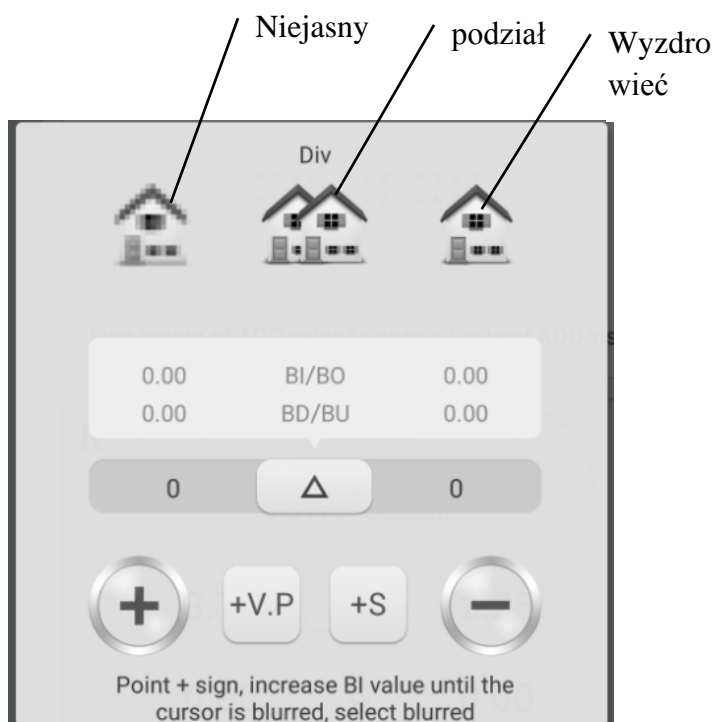 Niejasny
podział
Wyzdro
wieć
Div
0.00 BI/BO 0.00
0.00 BD/BU 0.00
0 △ 0
+ +V.P +S −
Point + sign, increase BI value until the
cursor is blurred, select blurred